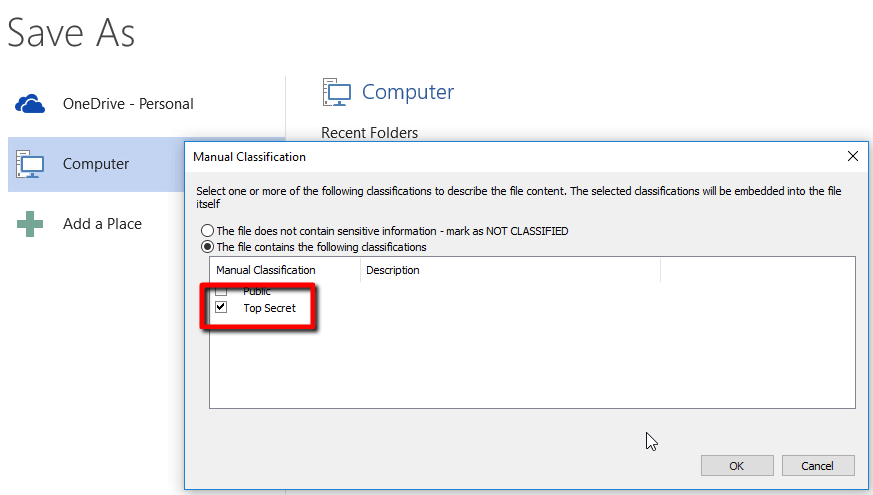 Save As
OneDrive - Personal
Computer
Add a Place
Computer
Recent Folders
Manual Classification
Select one or more of the following classifications to describe the file content. The selected classifications will be embedded into the file
itself
The file does not contain sensitive information - mark as NOT CLASSIFIED
The file contains the following classifications
Manual Classification Description
Public
Top Secret
OK Cancel